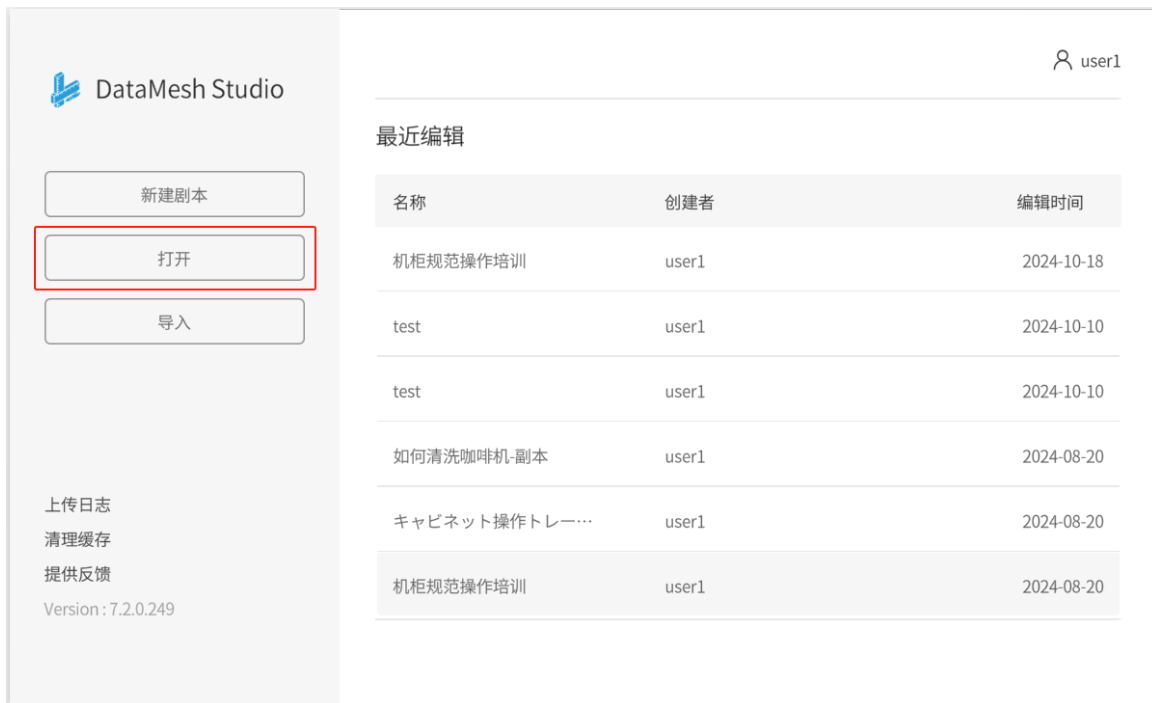 DataMesh Studio
新建剧本
打开
导入
上传日志
清理缓存
提供反馈
Version : 7.2.0.249
user1
最近编辑
名称 创建者 编辑时间
机柜规范操作培训 user1 2024-10-18
test user1 2024-10-10
test user1 2024-10-10
如何清洗咖啡机-副本 user1 2024-08-20
キャビネット操作トレー… user1 2024-08-20
机柜规范操作培训 user1 2024-08-20